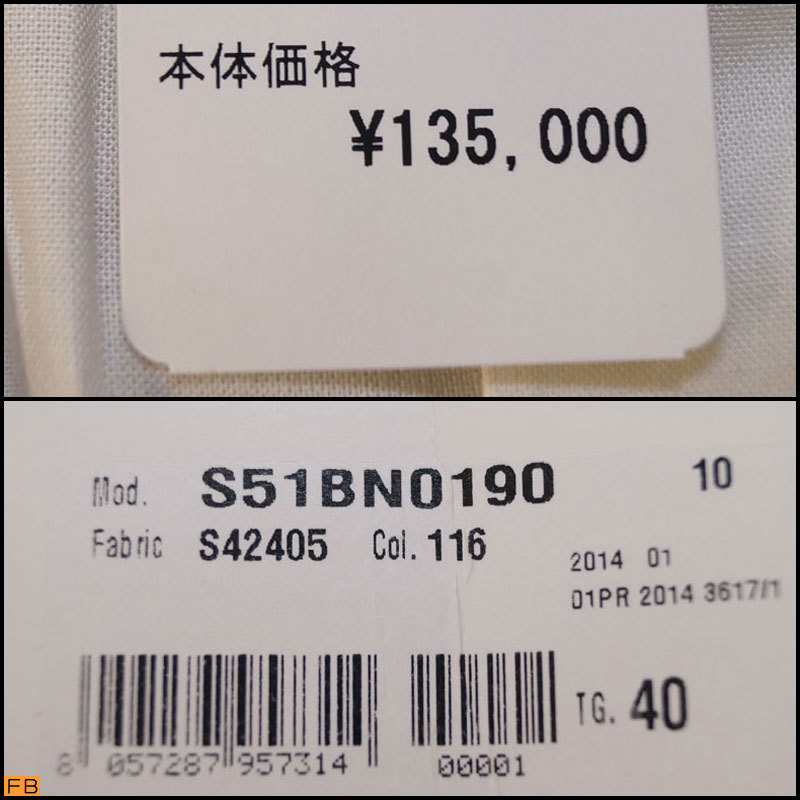 本体価格
¥135,000
Mod. S51BN0190 10
Fabric S42405 Col. 116
2014 01
01PR 2014 3617/1
TG. 40
8 057287 957314 00001
FB